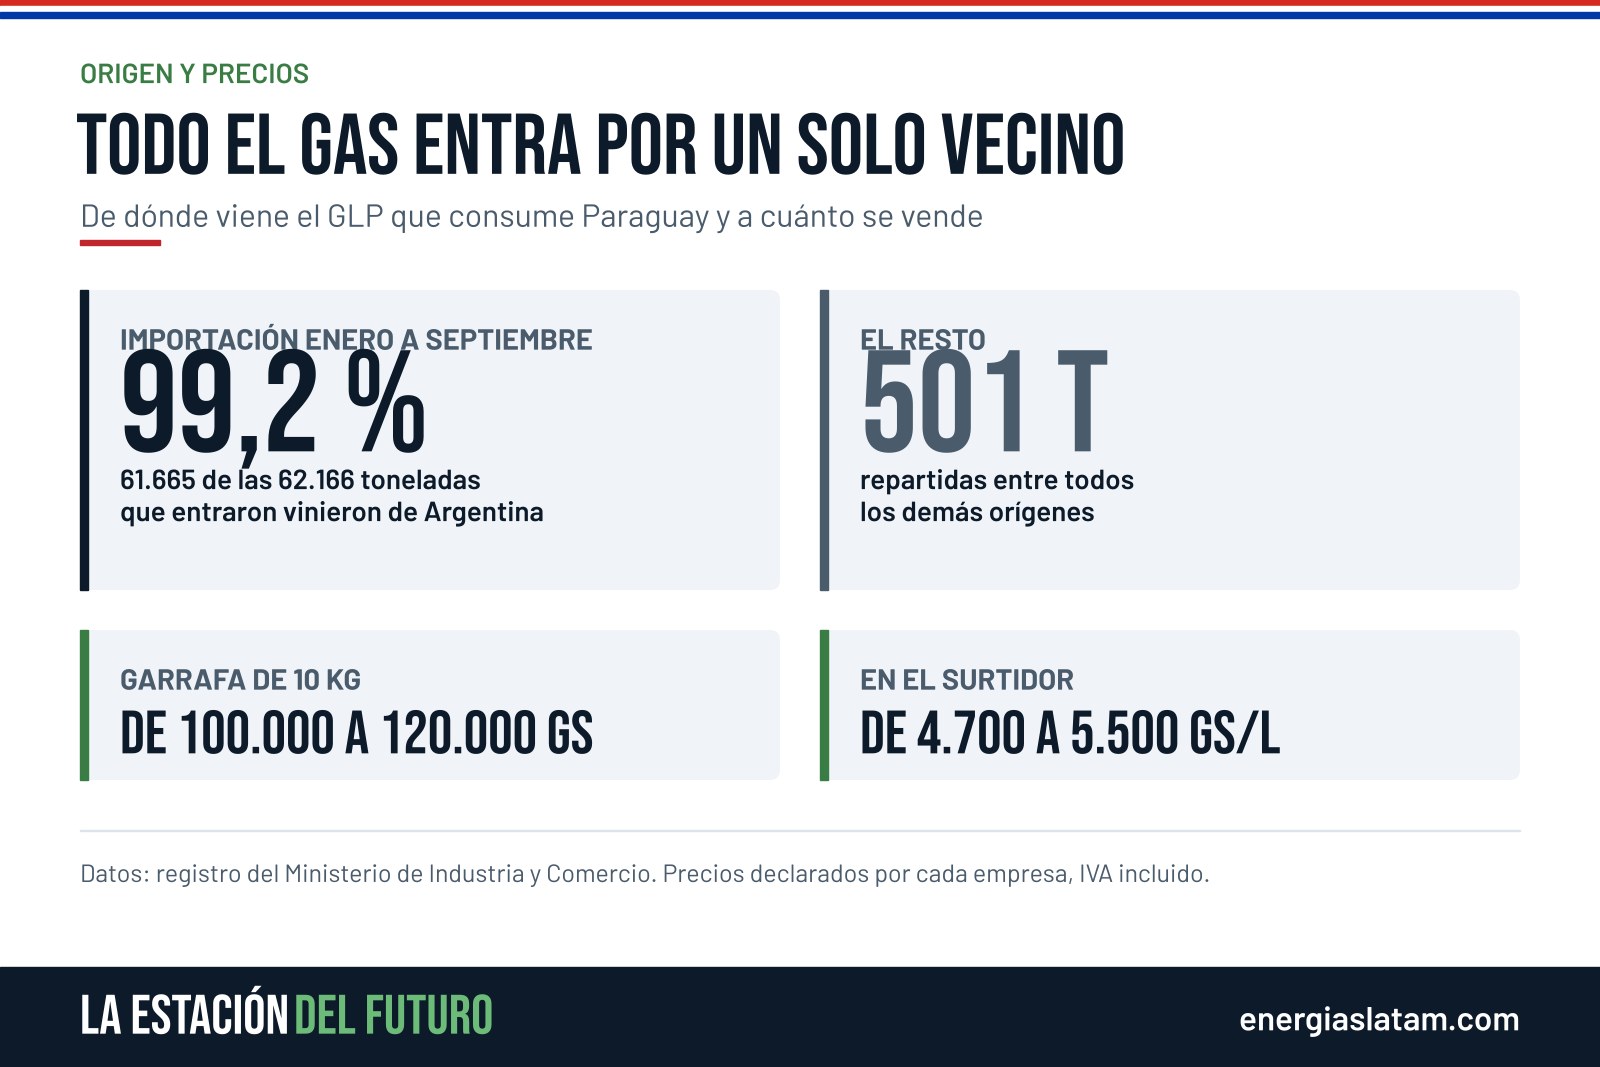 ORIGEN Y PRECIOS
TODO EL GAS ENTRA POR UN SOLO VECINO
De dónde viene el GLP que consume Paraguay y a cuánto se vende
IMPORTACIÓN ENERO A SEPTIEMBRE
99,2 %
61.665 de las 62.166 toneladas
que entraron vinieron de Argentina
EL RESTO
501 T
repartidas entre todos
los demás orígenes
GARRAFA DE 10 KG
DE 100.000 A 120.000 GS
EN EL SURTIDOR
DE 4.700 A 5.500 GS/L
Datos: registro del Ministerio de Industria y Comercio. Precios declarados por cada empresa, IVA incluido.
LA ESTACIÓN DEL FUTURO
energiaslatam.com